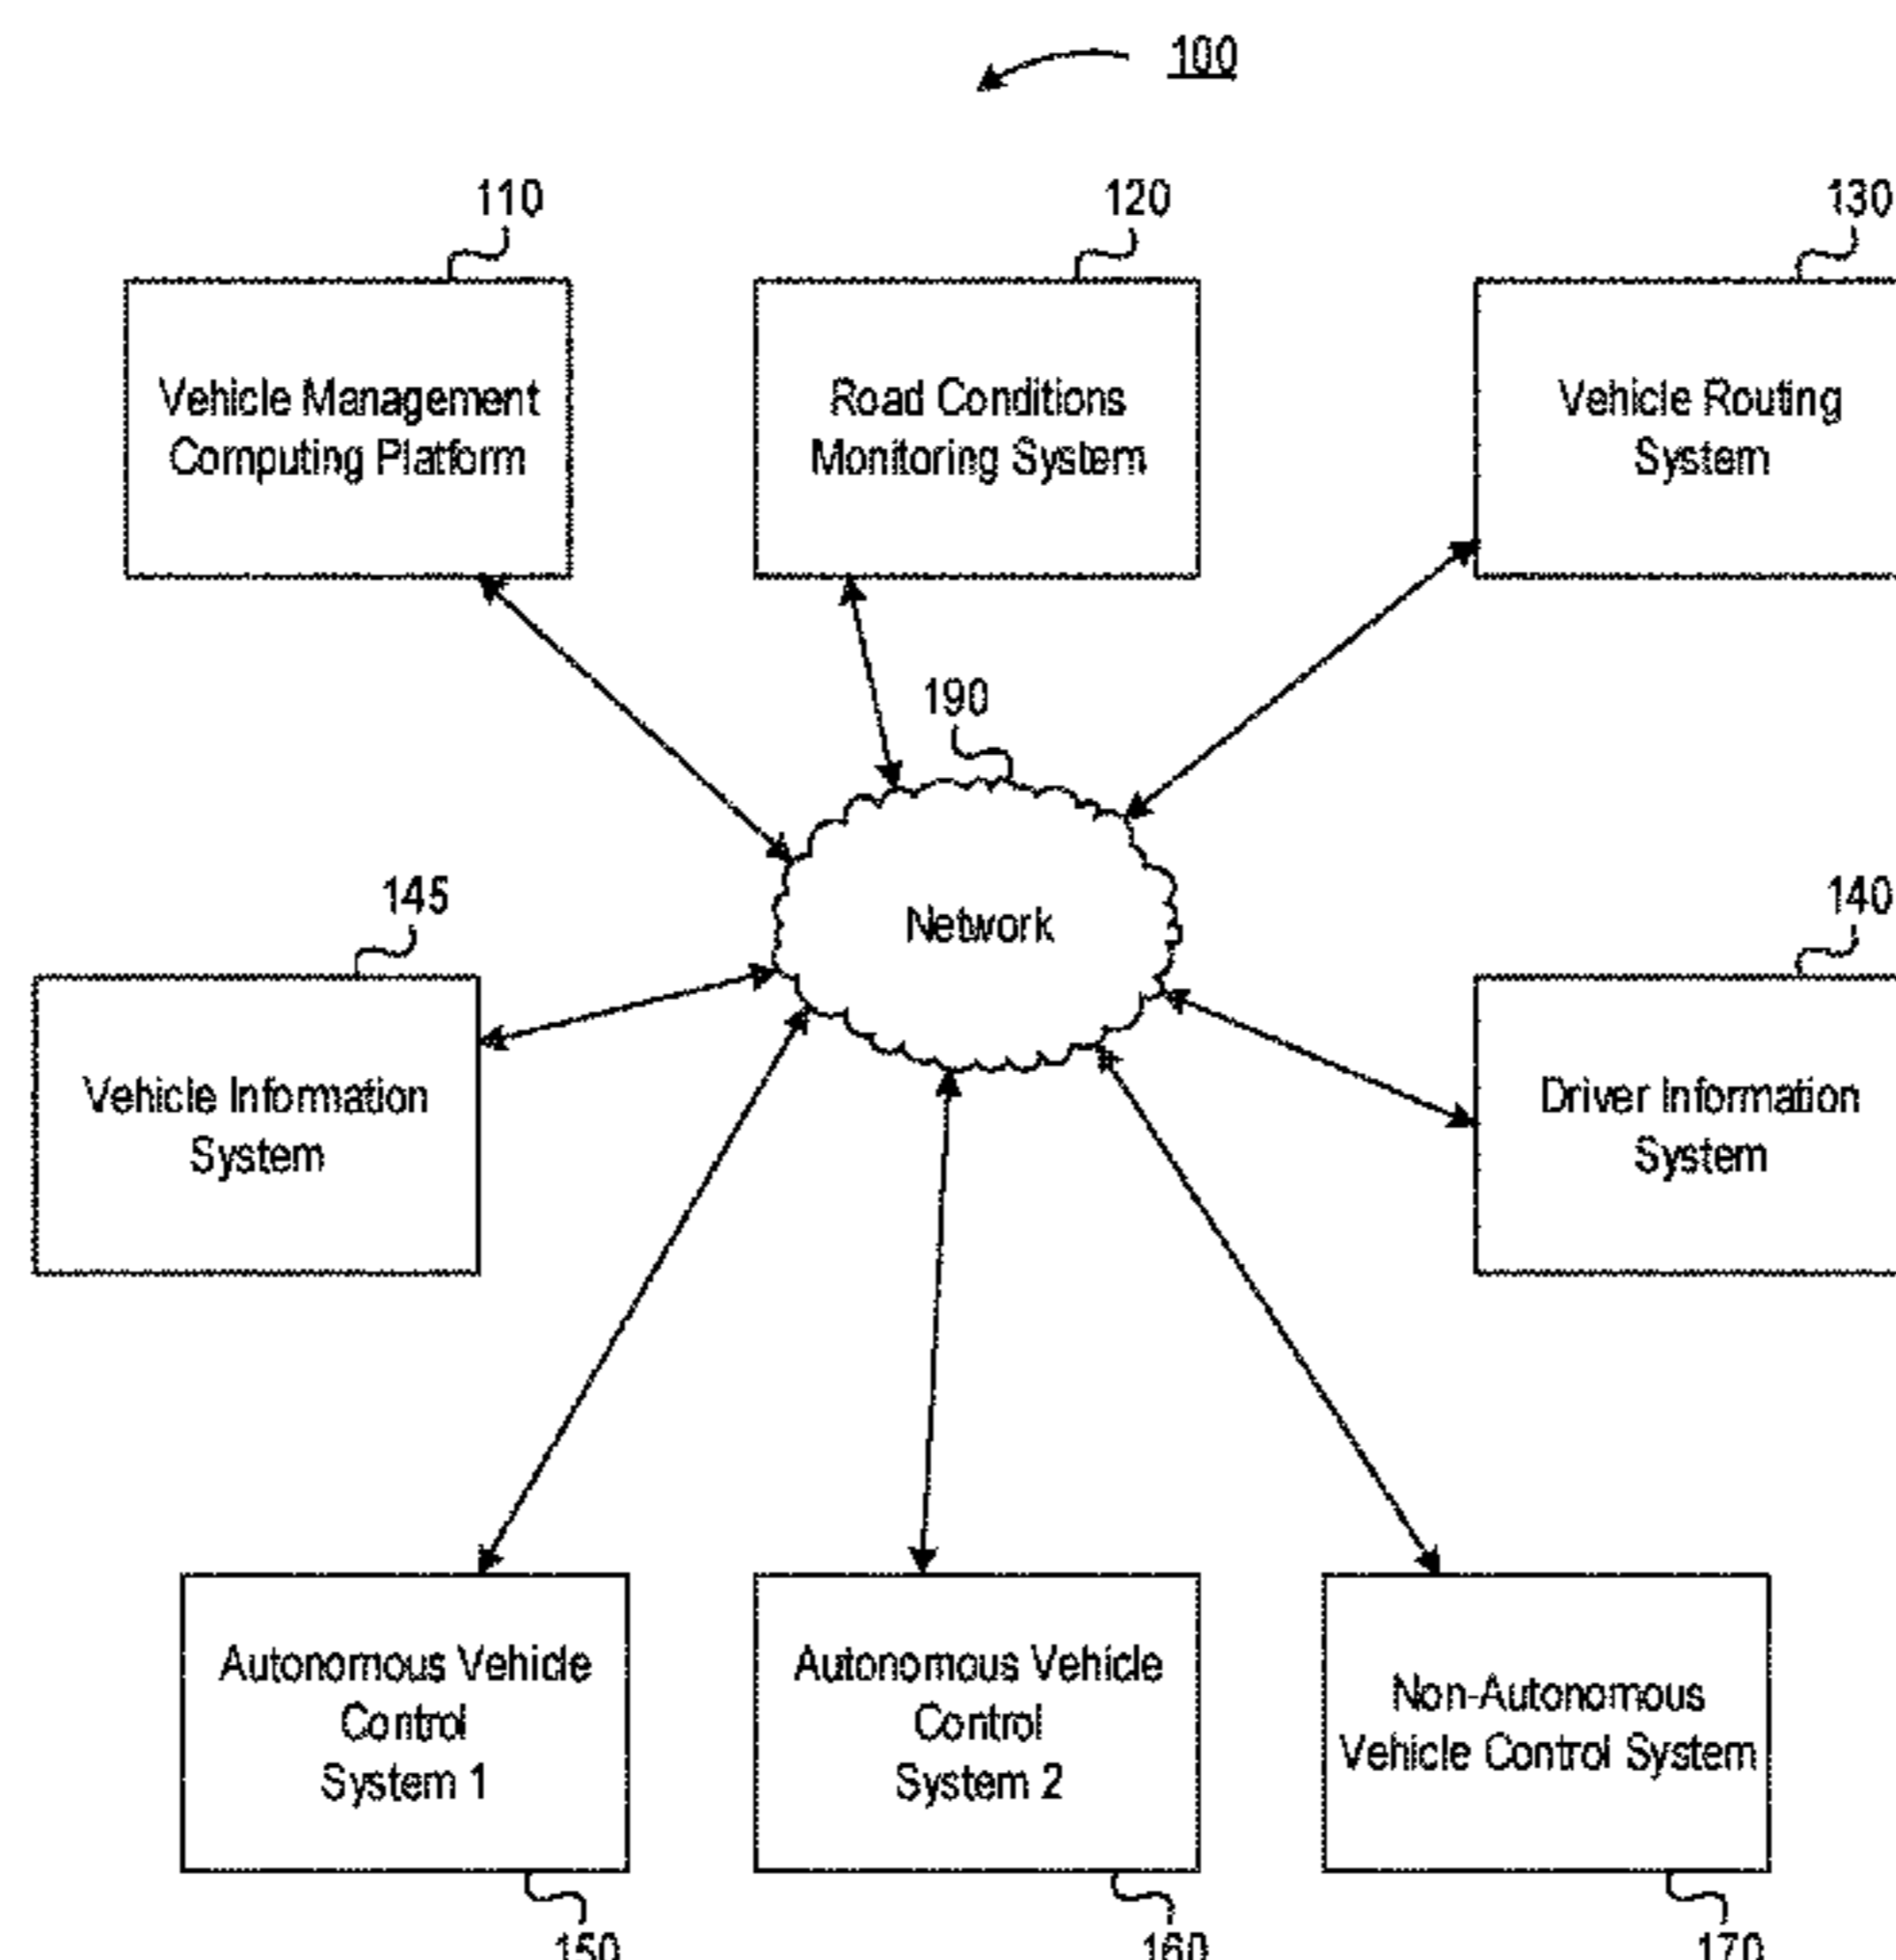 100
110
120
130
Vehicle Management
Computing Platform
Road Conditions
Monitoring System
Vehicle Routing
System
190
Network
145
140
Vehicle Information
System
Driver Information
System
Autonomous Vehicle
Control
System 1
Autonomous Vehicle
Control
System 2
Non-Autonomous
Vehicle Control System
150
160
170